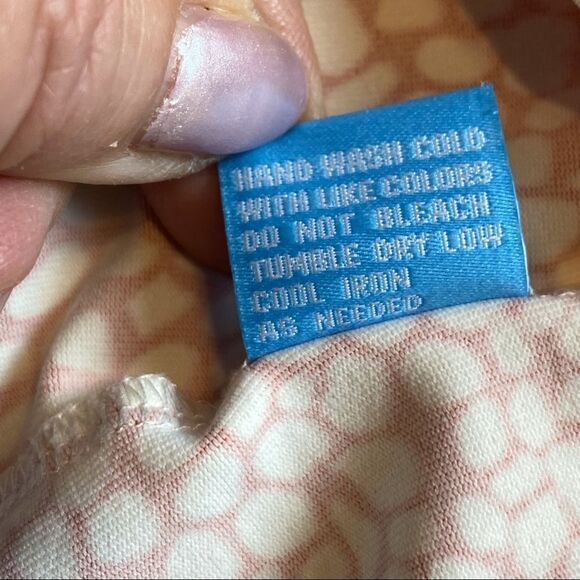 HAND WASH COLD
WITH LIKE COLORS
DO NOT BLEACH
TUMBLE DRY LOW
COOL IRON
AS NEEDED